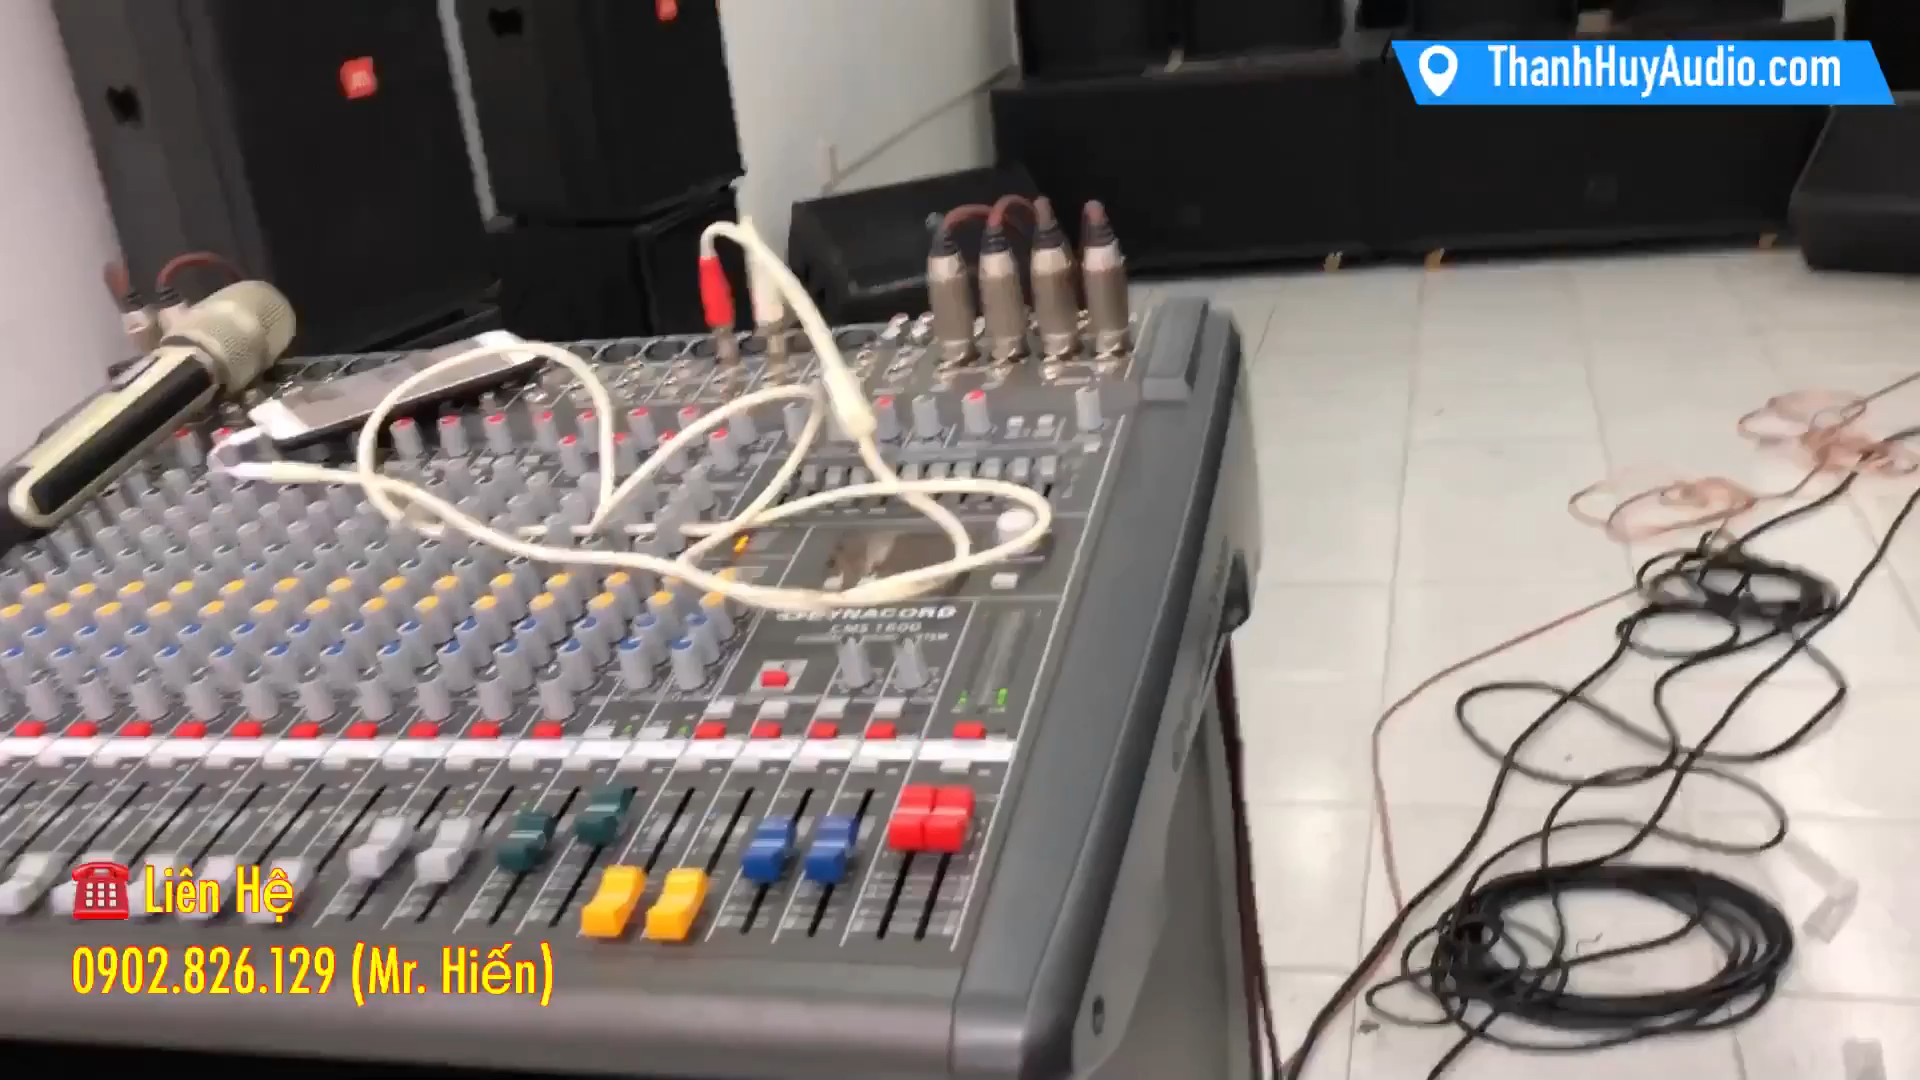 ThanhHuyAudio.com
DYNACORD
CMS 1600
Liên Hệ
0902.826.129 (Mr. Hiến)